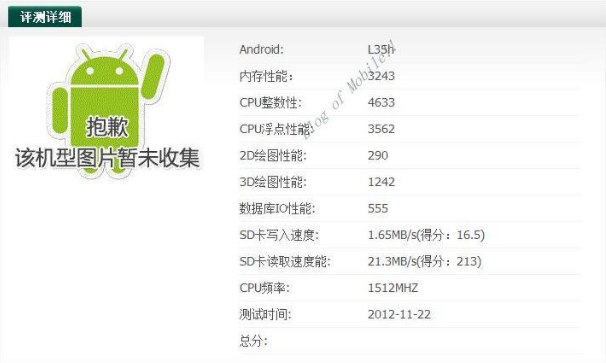 评测详细
抱歉
该机型图片暂未收集
Android: L35h
内存性能: 3243
CPU整数性: 4633
CPU浮点性能: 3562
2D绘图性能: 290
3D绘图性能: 1242
数据库IO性能: 555
SD卡写入速度: 1.65MB/s(得分：16.5)
SD卡读取速度能: 21.3MB/s(得分：213)
CPU频率: 1512MHZ
测试时间: 2012-11-22
总分:
Blog of Mobile